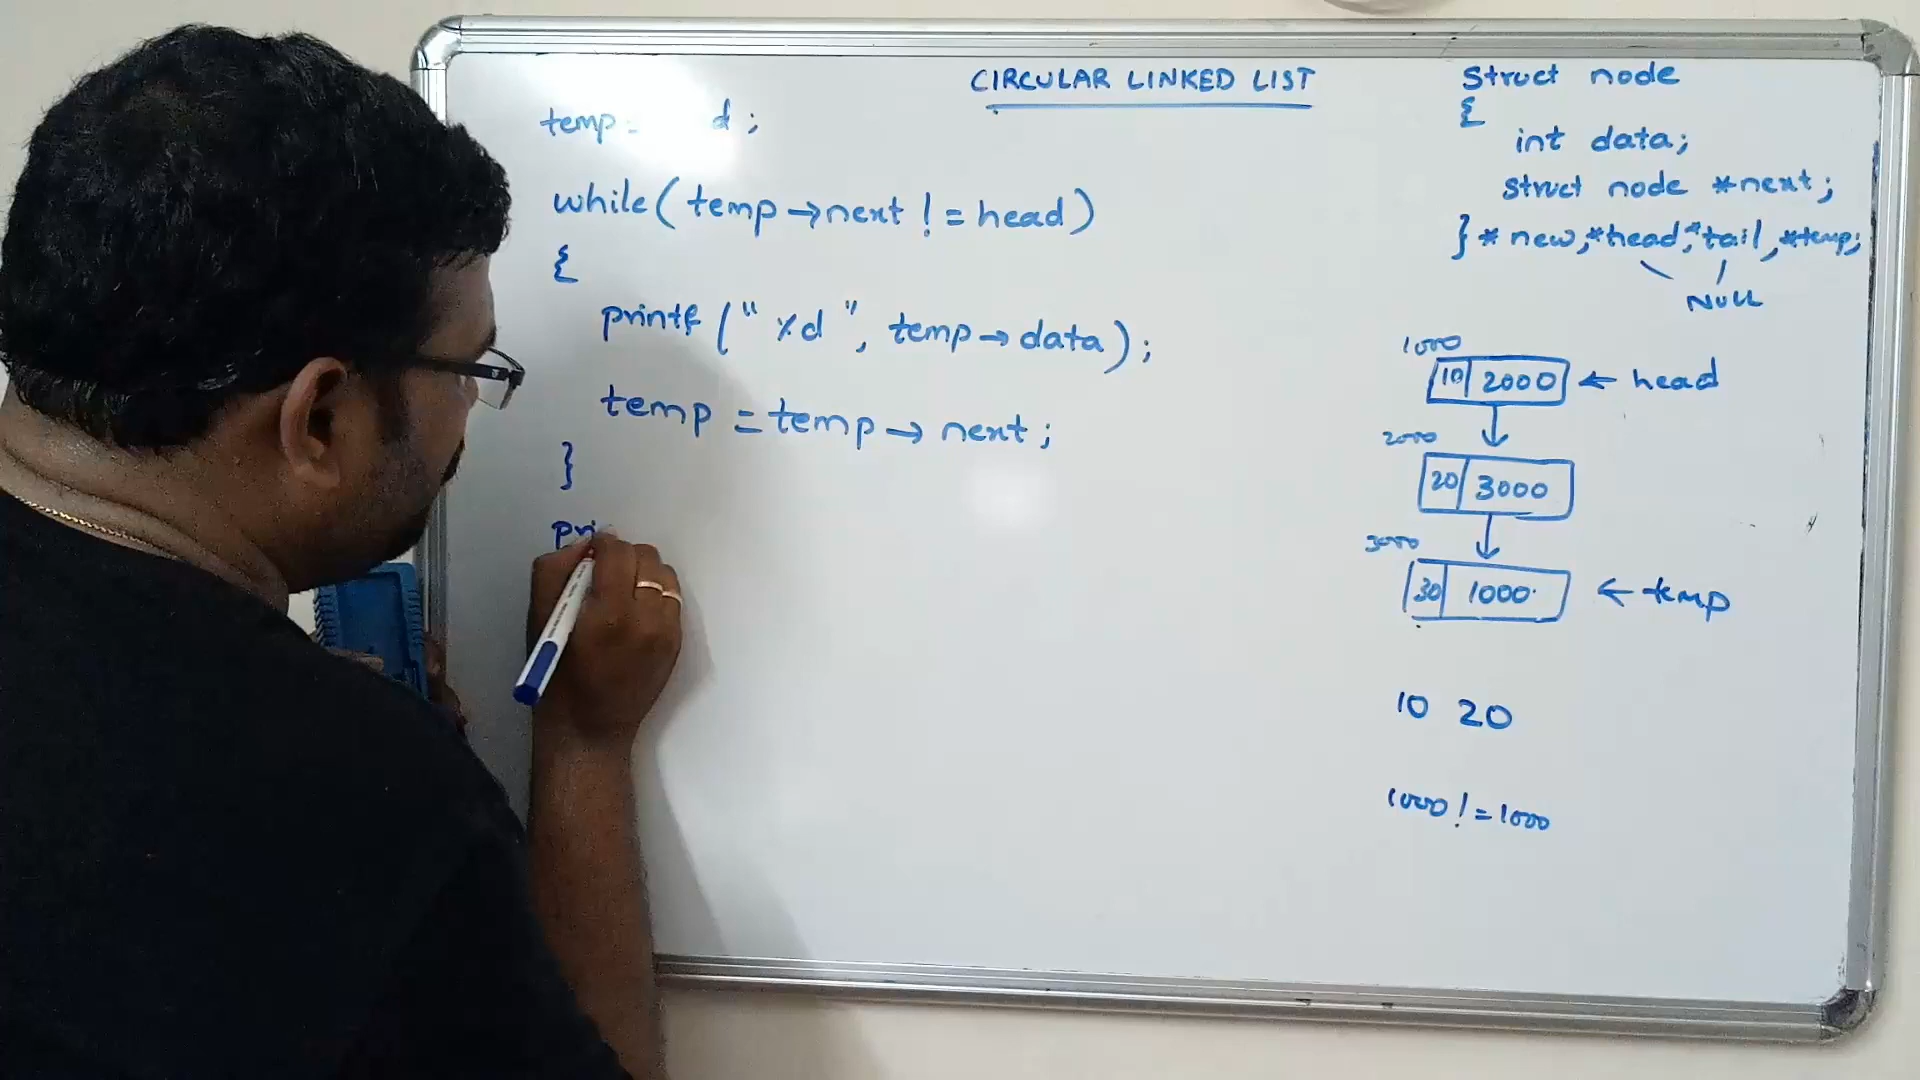 CIRCULAR LINKED LIST
temp = d ;
while ( temp → next ! = head )
{
printf ( " %d " , temp → data ) ;
temp = temp → next ;
}
pri
struct node
{
int data;
struct node *next;
} * new, *head, *tail, *temp;
NULL
1000
10 2000 ← head
2000
20 3000
3000
30 1000 ← temp
10 20
1000 ! = 1000